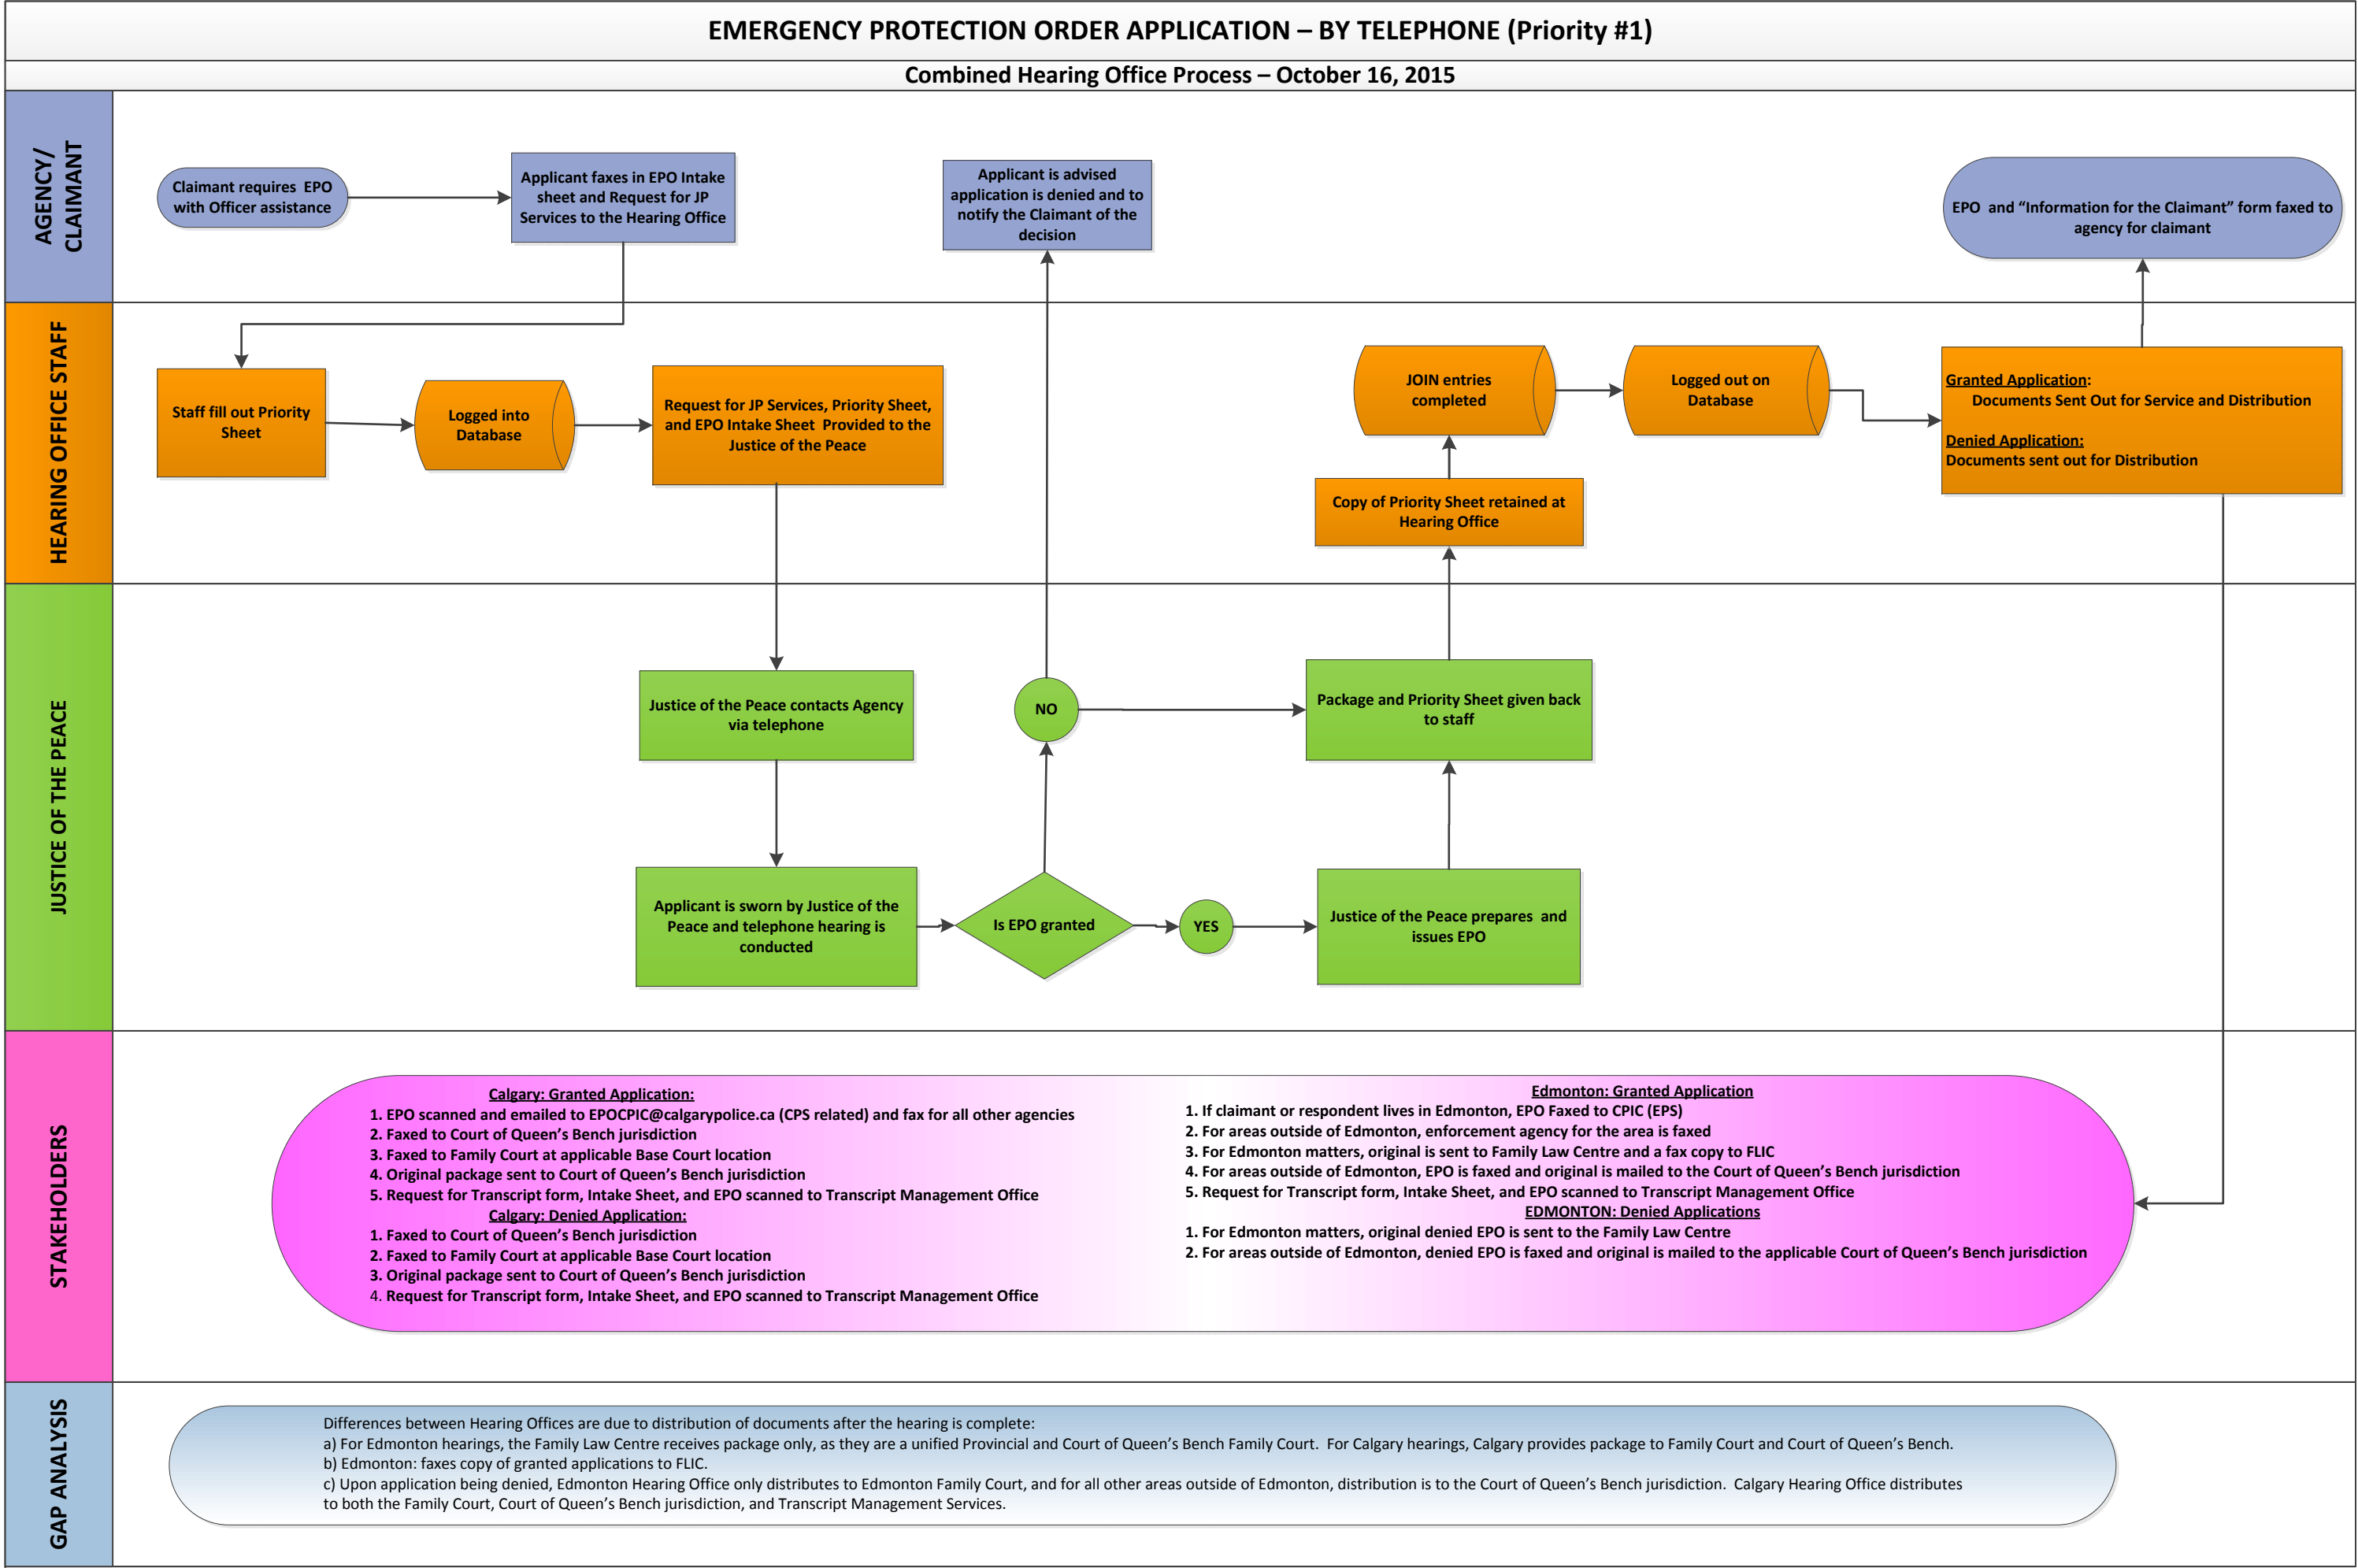 EMERGENCY PROTECTION ORDER APPLICATION – BY TELEPHONE (Priority #1)
Combined Hearing Office Process – October 16, 2015
AGENCY/
CLAIMANT
Claimant requires EPO
with Officer assistance
Applicant faxes in EPO Intake
sheet and Request for JP
Services to the Hearing Office
Applicant is advised
application is denied and to
notify the Claimant of the
decision
EPO and “Information for the Claimant” form faxed to
agency for claimant
HEARING OFFICE STAFF
Staff fill out Priority
Sheet
Logged into
Database
Request for JP Services, Priority Sheet,
and EPO Intake Sheet Provided to the
Justice of the Peace
JOIN entries
completed
Logged out on
Database
Granted Application:
Documents Sent Out for Service and Distribution
Denied Application:
Documents sent out for Distribution
Copy of Priority Sheet retained at
Hearing Office
JUSTICE OF THE PEACE
Justice of the Peace contacts Agency
via telephone
NO
Package and Priority Sheet given back
to staff
Applicant is sworn by Justice of the
Peace and telephone hearing is
conducted
Is EPO granted
YES
Justice of the Peace prepares and
issues EPO
STAKEHOLDERS
Calgary: Granted Application:
1. EPO scanned and emailed to EPOCPIC@calgarypolice.ca (CPS related) and fax for all other agencies
2. Faxed to Court of Queen’s Bench jurisdiction
3. Faxed to Family Court at applicable Base Court location
4. Original package sent to Court of Queen’s Bench jurisdiction
5. Request for Transcript form, Intake Sheet, and EPO scanned to Transcript Management Office
Calgary: Denied Application:
1. Faxed to Court of Queen’s Bench jurisdiction
2. Faxed to Family Court at applicable Base Court location
3. Original package sent to Court of Queen’s Bench jurisdiction
4. Request for Transcript form, Intake Sheet, and EPO scanned to Transcript Management Office
Edmonton: Granted Application
1. If claimant or respondent lives in Edmonton, EPO Faxed to CPIC (EPS)
2. For areas outside of Edmonton, enforcement agency for the area is faxed
3. For Edmonton matters, original is sent to Family Law Centre and a fax copy to FLIC
4. For areas outside of Edmonton, EPO is faxed and original is mailed to the Court of Queen’s Bench jurisdiction
5. Request for Transcript form, Intake Sheet, and EPO scanned to Transcript Management Office
EDMONTON: Denied Applications
1. For Edmonton matters, original denied EPO is sent to the Family Law Centre
2. For areas outside of Edmonton, denied EPO is faxed and original is mailed to the applicable Court of Queen’s Bench jurisdiction
GAP ANALYSIS
Differences between Hearing Offices are due to distribution of documents after the hearing is complete:
a) For Edmonton hearings, the Family Law Centre receives package only, as they are a unified Provincial and Court of Queen’s Bench Family Court. For Calgary hearings, Calgary provides package to Family Court and Court of Queen’s Bench.
b) Edmonton: faxes copy of granted applications to FLIC.
c) Upon application being denied, Edmonton Hearing Office only distributes to Edmonton Family Court, and for all other areas outside of Edmonton, distribution is to the Court of Queen’s Bench jurisdiction. Calgary Hearing Office distributes
to both the Family Court, Court of Queen’s Bench jurisdiction, and Transcript Management Services.